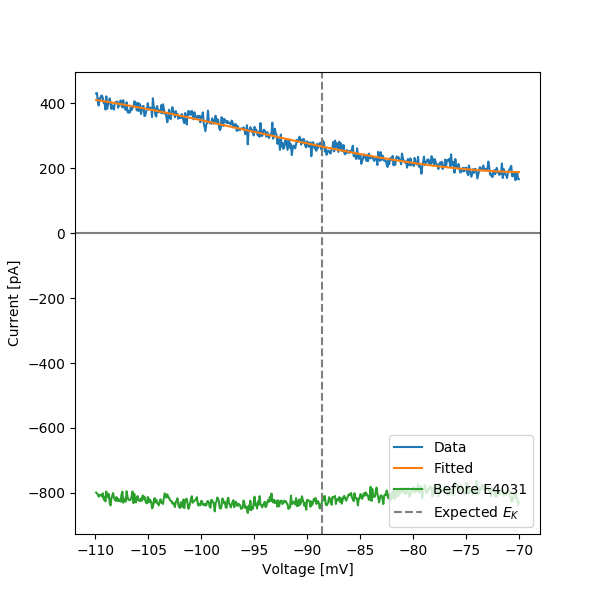 400
200
0
−200
−400
−600
−800
Current [pA]
−110 −105 −100 −95 −90 −85 −80 −75 −70
Voltage [mV]
Data
Fitted
Before E4031
Expected E_K